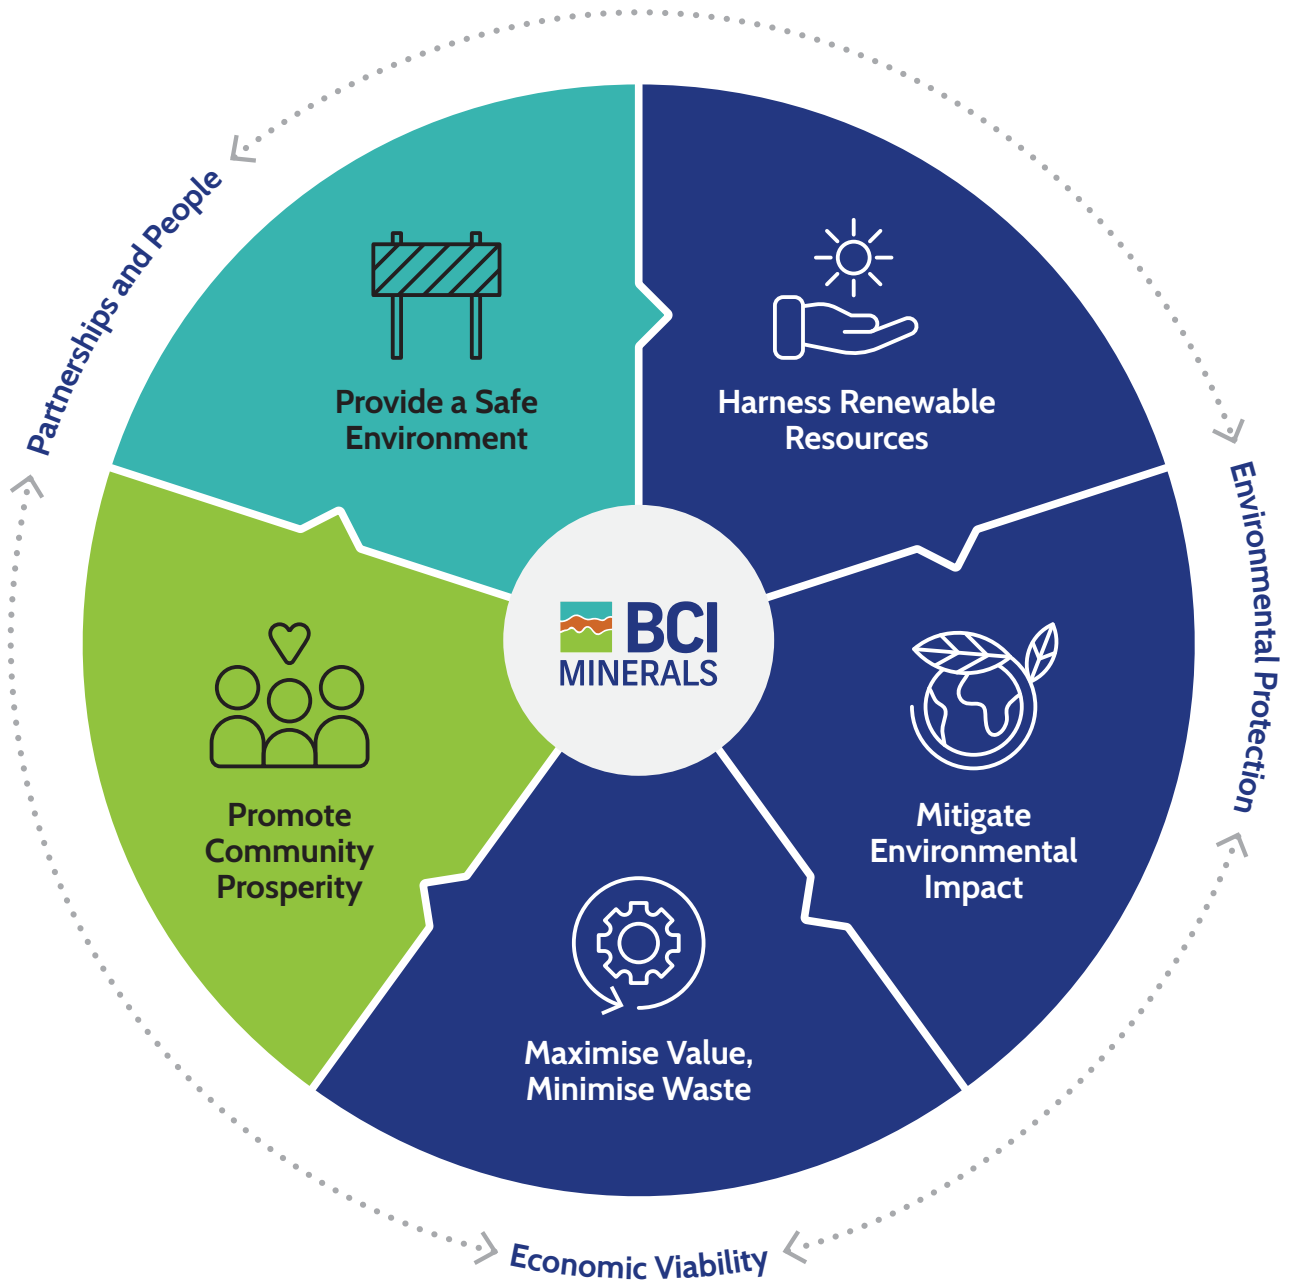 Partnerships and People
Provide a Safe
Environment
Harness Renewable
Resources
Environmental Protection
BCI
MINERALS
Promote
Community
Prosperity
Mitigate
Environmental
Impact
Maximise Value,
Minimise Waste
Economic Viability